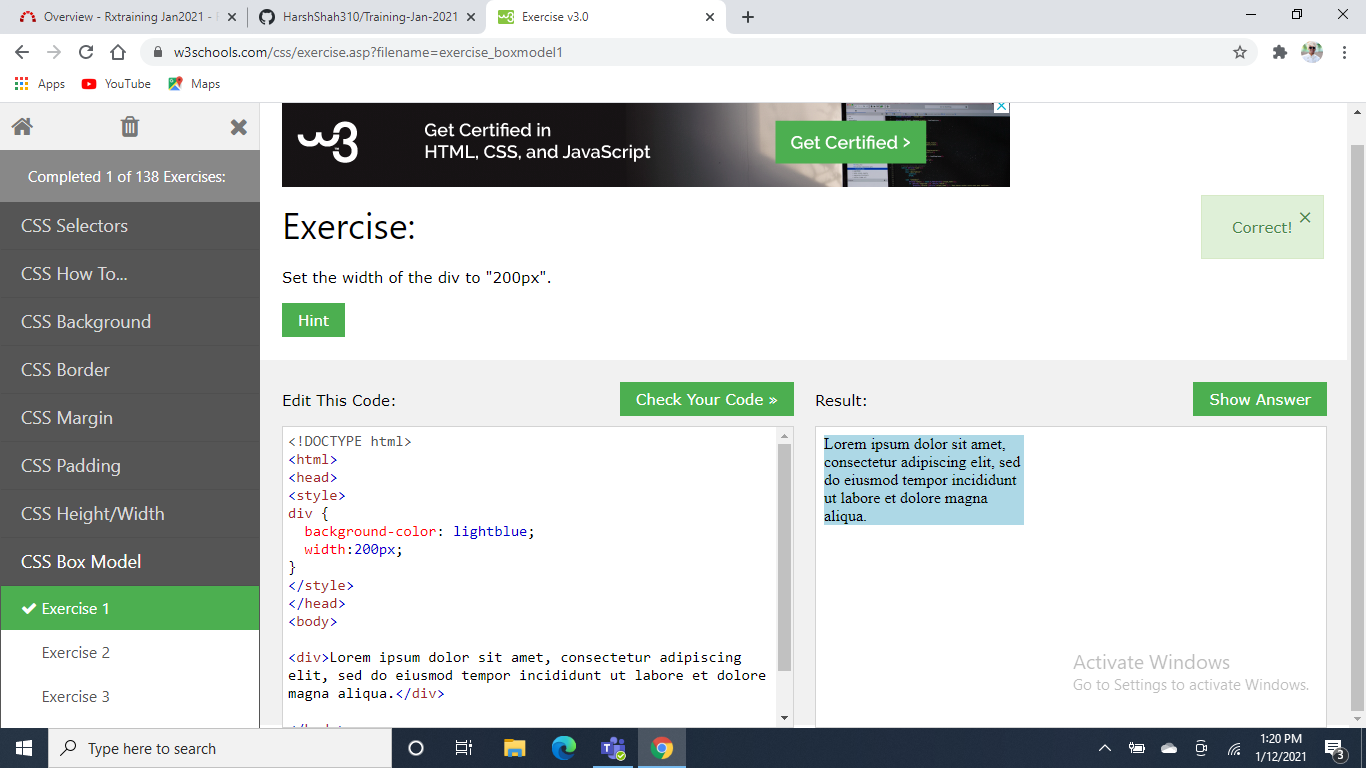 Overview - Rxtraining Jan2021 -
HarshShah310/Training-Jan-2021
Exercise v3.0
w3schools.com/css/exercise.asp?filename=exercise_boxmodel1
Apps
YouTube
Maps
Completed 1 of 138 Exercises:
CSS Selectors
CSS How To...
CSS Background
CSS Border
CSS Margin
CSS Padding
CSS Height/Width
CSS Box Model
Exercise 1
Exercise 2
Exercise 3
w3
Get Certified in
HTML, CSS, and JavaScript
Get Certified >
Exercise:
Correct!
Set the width of the div to "200px".
Hint
Edit This Code:
Check Your Code »
<!DOCTYPE html>
<html>
<head>
<style>
div {
  background-color: lightblue;
  width:200px;
}
</style>
</head>
<body>
<div>Lorem ipsum dolor sit amet, consectetur adipiscing
elit, sed do eiusmod tempor incididunt ut labore et dolore
magna aliqua.</div>
Result:
Show Answer
Lorem ipsum dolor sit amet,
consectetur adipiscing elit, sed
do eiusmod tempor incididunt
ut labore et dolore magna
aliqua.
Activate Windows
Go to Settings to activate Windows.
Type here to search
1:20 PM
1/12/2021
3